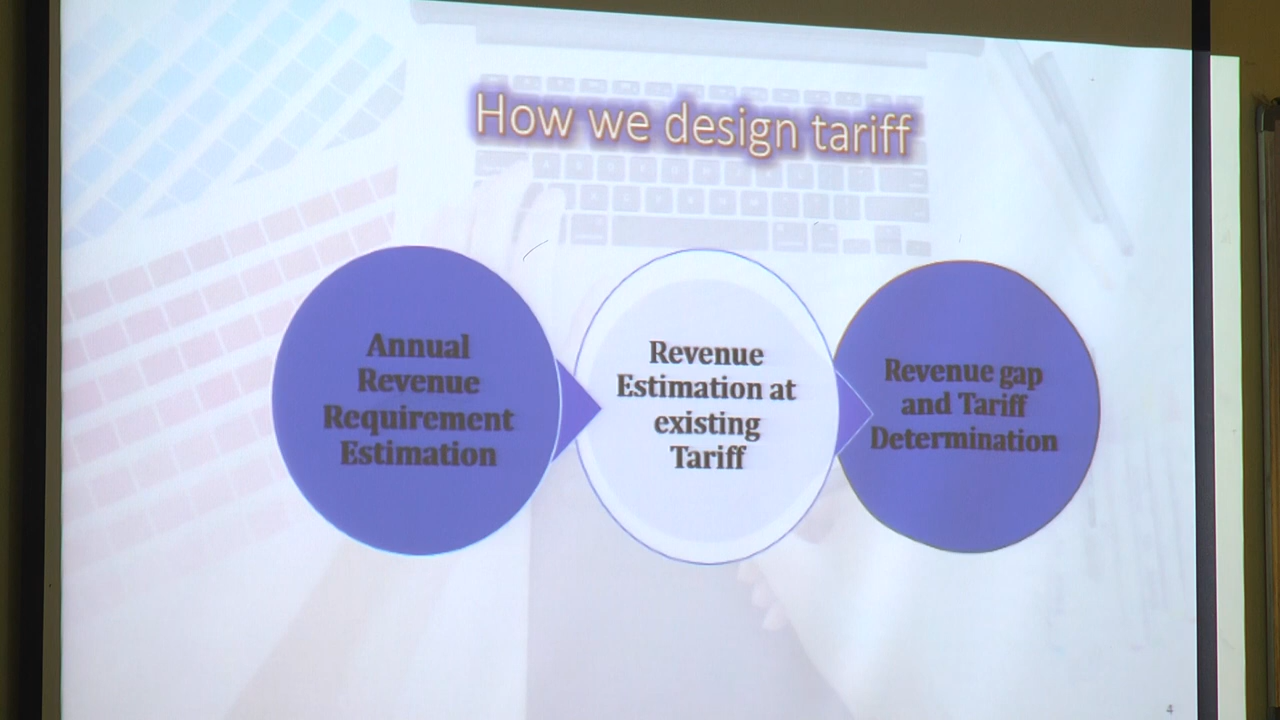 How we design tariff
Annual
Revenue
Requirement
Estimation
Revenue
Estimation at
existing
Tariff
Revenue gap
and Tariff
Determination
4